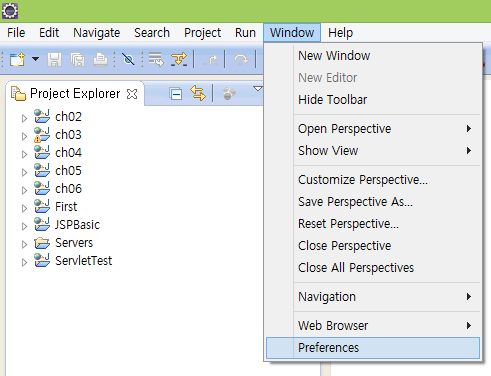 File Edit Navigate Search Project Run Window Help
Project Explorer
ch02
ch03
ch04
ch05
ch06
First
JSPBasic
Servers
ServletTest
New Window
New Editor
Hide Toolbar
Open Perspective
Show View
Customize Perspective...
Save Perspective As...
Reset Perspective...
Close Perspective
Close All Perspectives
Navigation
Web Browser
Preferences